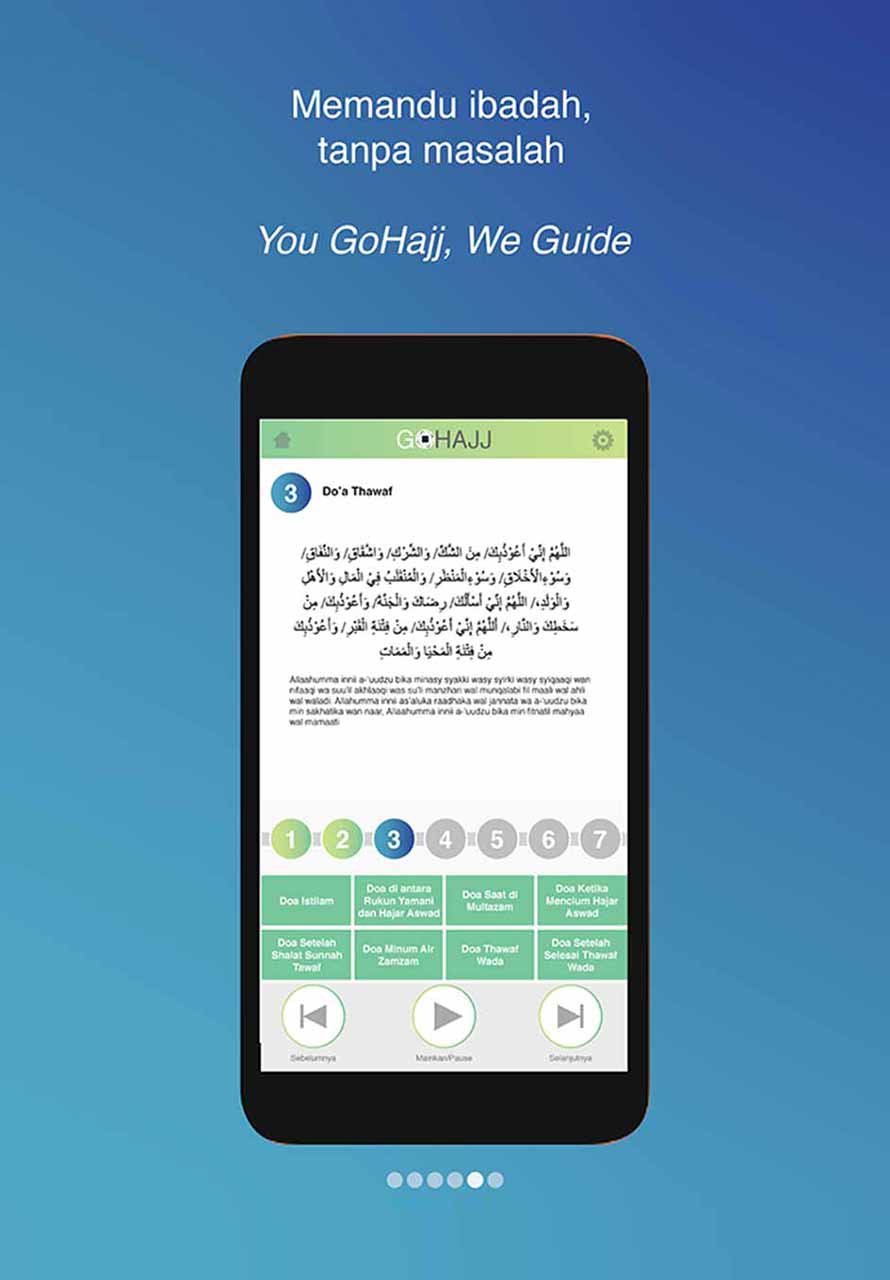 Memandu ibadah,
tanpa masalah
You GoHajj, We Guide
GOHAJJ
3
Do'a Thawaf
اللَّهُمَّ إِنِّيْ أَعُوْذُبِكَ/ مِنَ الشَّكِّ/ وَالشِّرْكِ/ وَاشَّقَاقِ/ وَالنِّفَاقِ/
وَسُوْءِالْأَخْلَاقِ/ وَسُوْءِالْمَنْظَرِ/ وَالْمُنْقَلَبُ فِيْ الْمَالِ وَالْأَهْلِ
وَالْوَلَدِ،/ اللَّهُمَّ إِنِّيْ أَسْأَلُكَ/ رِضَاكَ وَالْجَنَّةُ/ وَأَعُوْذُبِكَ/ مِنْ
سَخَطِكَ وَالنَّارِ،/ أَللَّهُمَّ إِنِّيْ أَعُوْذُبِكَ/ مِنْ فِتْنَةِ الْقَبْرِ/ وَأَعُوْذُبِكَ
مِنْ فِتْنَةِ الْمَحْيَا وَالْمَمَاتِ
Allaahumma innii a-'uudzu bika minasy syakki wasy syirki wasy syiqaaqi wan
nifaaqi wa suu'il akhlaaqi was su'li manzhari wal munqalabi fil maali wal ahli
wal waladi. Allahumma innii as'aluka raadhaka wal jannata wa a-'uudzu bika
min sakhatika wan naar, Allaahumma innii a-'uudzu bika min fitnatil mahyaa
wal mamaati
1 2 3 4 5 6 7
Doa Istilam
Doa di antara
Rukun Yamani
dan Hajar Aswad
Doa Saat di
Multazam
Doa Ketika
Mencium Hajar
Aswad
Doa Setelah
Shalat Sunnah
Tawaf
Doa Minum Air
Zamzam
Doa Thawaf
Wada
Doa Setelah
Selesai Thawaf
Wada
Sebelumnya
Mainkan/Pause
Selanjutnya